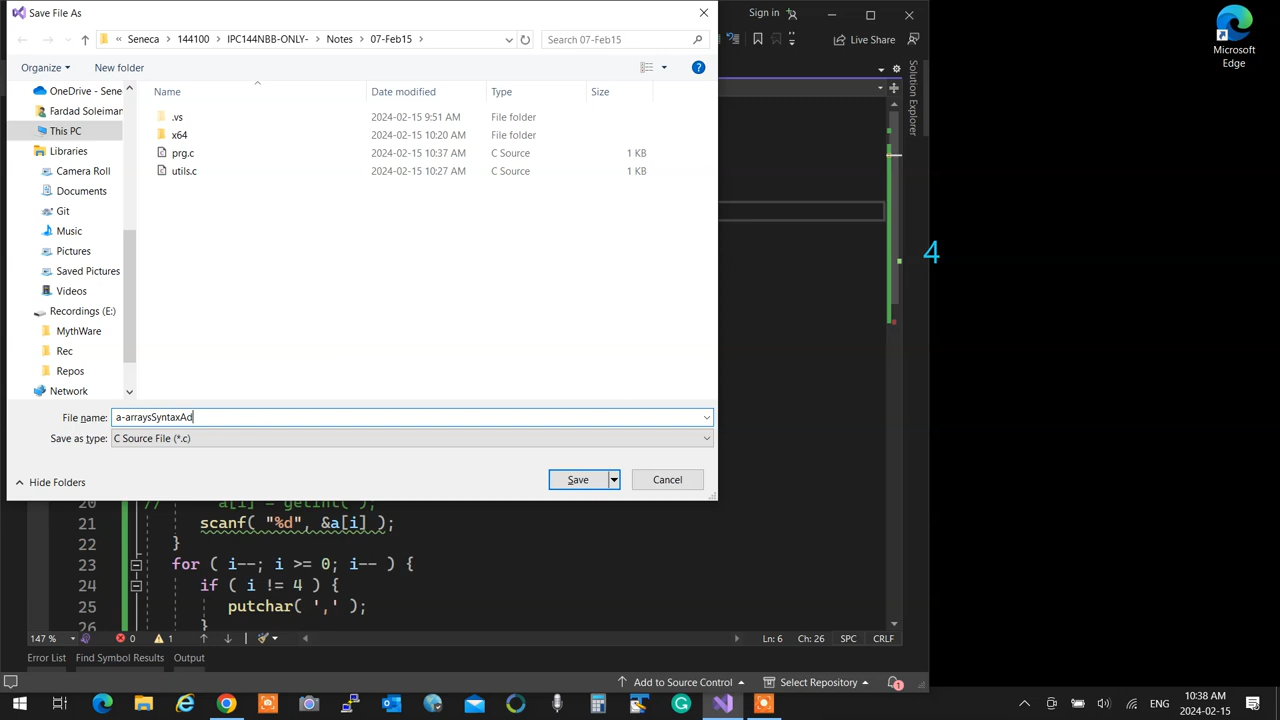 Save File As
Sign in
Microsoft Edge
« Seneca > 144100 > IPC144NBB-ONLY- > Notes > 07-Feb15 >
Search 07-Feb15
Live Share
Organize
New folder
Name Date modified Type Size
.vs 2024-02-15 9:51 AM File folder
x64 2024-02-15 10:20 AM File folder
prg.c 2024-02-15 10:37 AM C Source 1 KB
utils.c 2024-02-15 10:27 AM C Source 1 KB
OneDrive - Sene
Fardad Soleiman
This PC
Libraries
Camera Roll
Documents
Git
Music
Pictures
Saved Pictures
Videos
Recordings (E:)
MythWare
Rec
Repos
Network
Solution Explorer
4
File name: a-arraysSyntaxAd
Save as type: C Source File (*.c)
Hide Folders
Save
Cancel
20 // a[i] = getInt( );
21 scanf( "%d", &a[i] );
22 }
23 for ( i--; i >= 0; i-- ) {
24 if ( i != 4 ) {
25 putchar( ',' );
26 }
147 % 0 1 Ln: 6 Ch: 26 SPC CRLF
Error List Find Symbol Results Output
Add to Source Control Select Repository 1
ENG
10:38 AM
2024-02-15